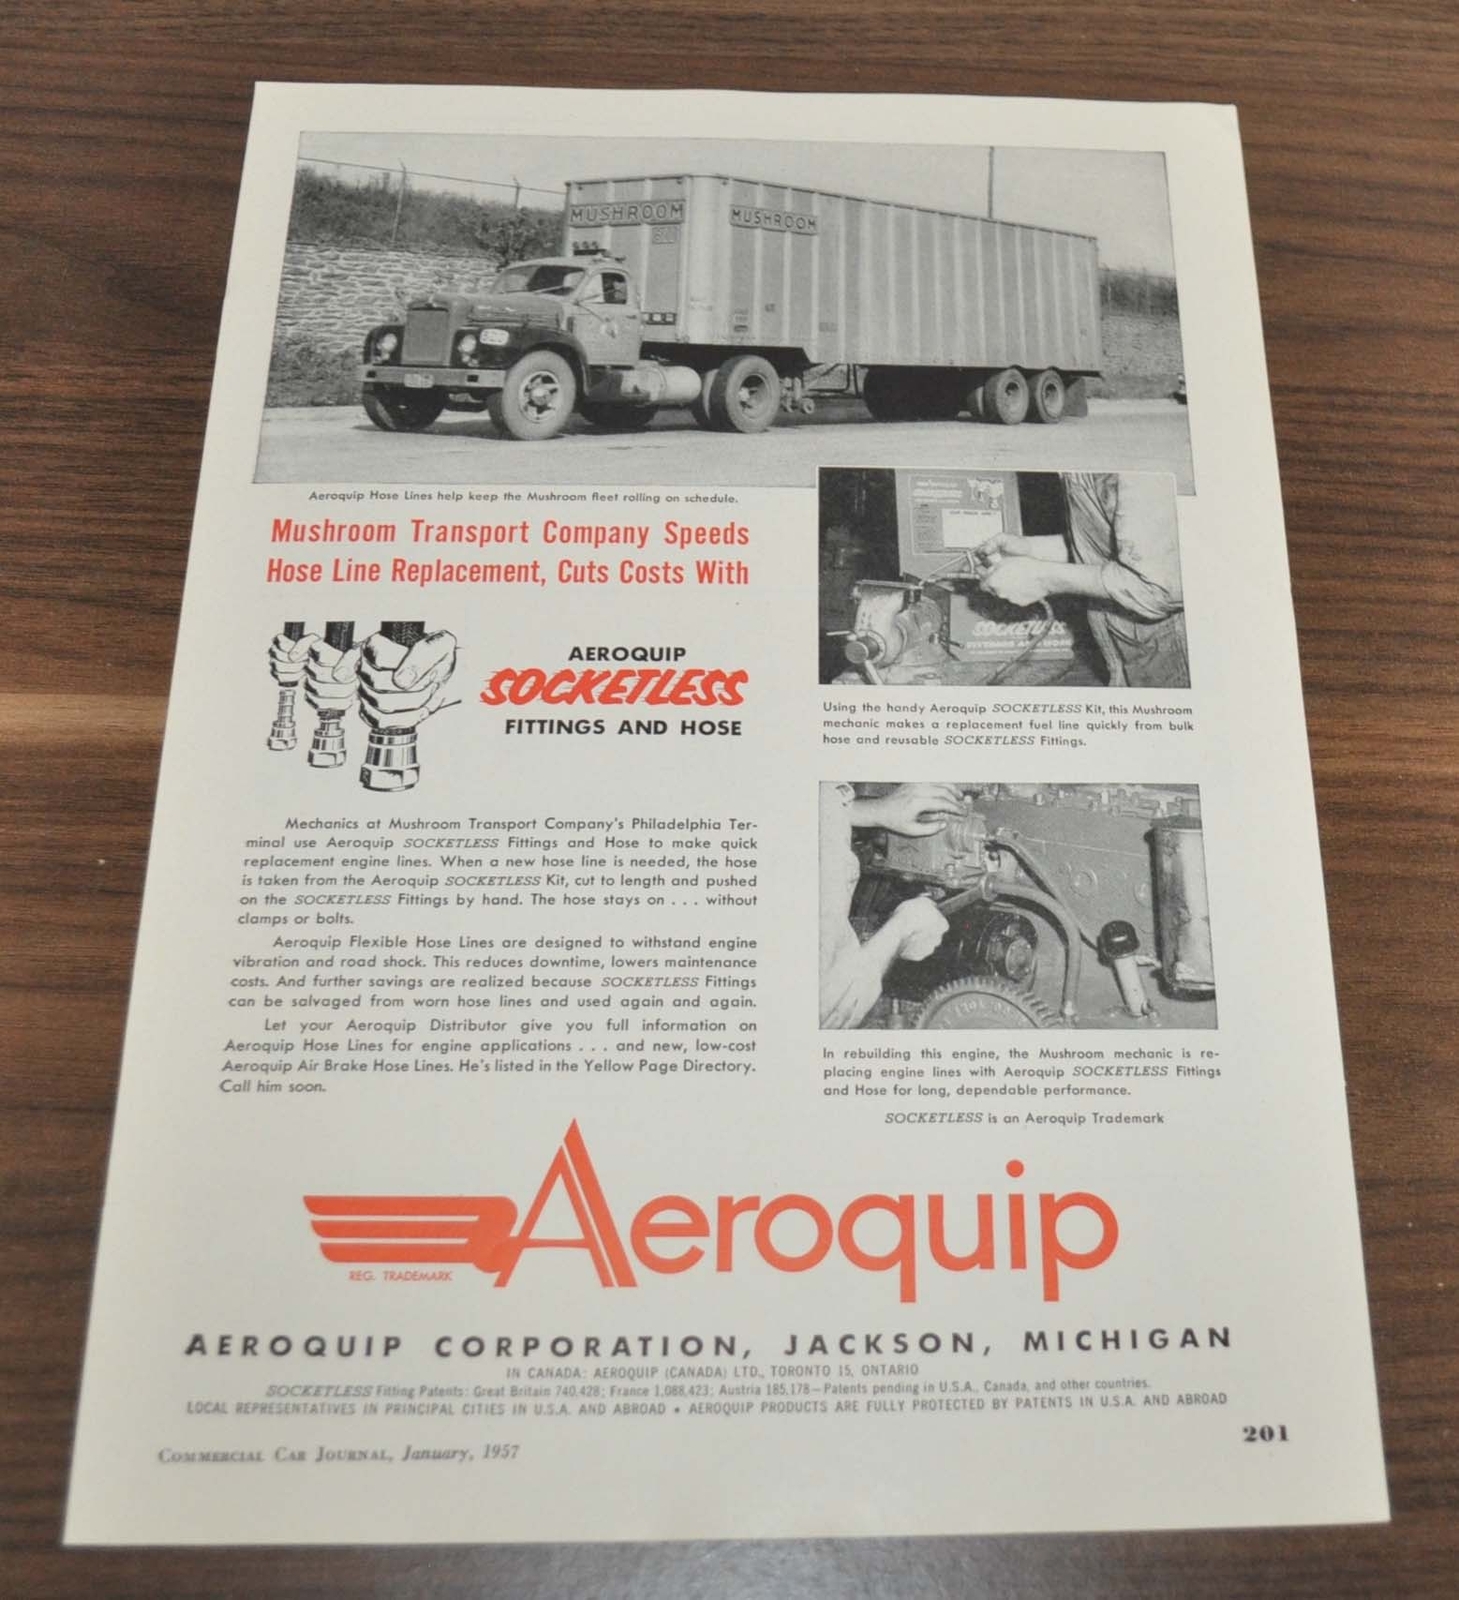 MUSHROOM
MUSHROOM
Aeroquip Hose Lines help keep the Mushroom fleet rolling on schedule.
Mushroom Transport Company Speeds
Hose Line Replacement, Cuts Costs With
AEROQUIP
SOCKETLESS
FITTINGS AND HOSE
Mechanics at Mushroom Transport Company's Philadelphia Ter-
minal use Aeroquip SOCKETLESS Fittings and Hose to make quick
replacement engine lines. When a new hose line is needed, the hose
is taken from the Aeroquip SOCKETLESS Kit, cut to length and pushed
on the SOCKETLESS Fittings by hand. The hose stays on . . . without
clamps or bolts.
Aeroquip Flexible Hose Lines are designed to withstand engine
vibration and road shock. This reduces downtime, lowers maintenance
costs. And further savings are realized because SOCKETLESS Fittings
can be salvaged from worn hose lines and used again and again.
Let your Aeroquip Distributor give you full information on
Aeroquip Hose Lines for engine applications . . . and new, low-cost
Aeroquip Air Brake Hose Lines. He's listed in the Yellow Page Directory.
Call him soon.
SOCKETLESS
Using the handy Aeroquip SOCKETLESS Kit, this Mushroom
mechanic makes a replacement fuel line quickly from bulk
hose and reusable SOCKETLESS Fittings.
In rebuilding this engine, the Mushroom mechanic is re-
placing engine lines with Aeroquip SOCKETLESS Fittings
and Hose for long, dependable performance.
SOCKETLESS is an Aeroquip Trademark
Aeroquip
REG. TRADEMARK
AEROQUIP CORPORATION, JACKSON, MICHIGAN
IN CANADA: AEROQUIP (CANADA) LTD., TORONTO 15, ONTARIO
SOCKETLESS Fitting Patents: Great Britain 740,428; France 1,088,423; Austria 185,178—Patents pending in U.S.A., Canada, and other countries.
LOCAL REPRESENTATIVES IN PRINCIPAL CITIES IN U.S.A. AND ABROAD • AEROQUIP PRODUCTS ARE FULLY PROTECTED BY PATENTS IN U.S.A. AND ABROAD
COMMERCIAL CAR JOURNAL, January, 1957
201